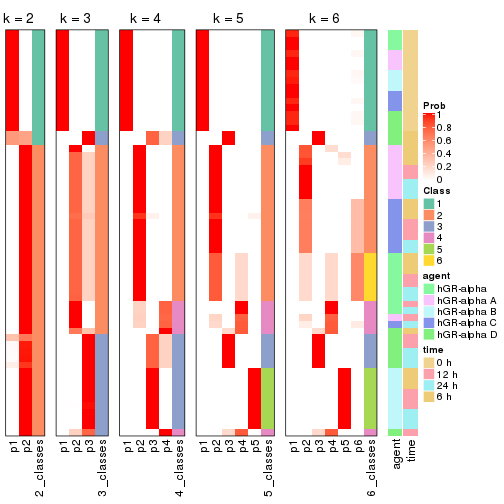 k = 2
k = 3
k = 4
k = 5
k = 6
p1
p2
2_classes
p1
p2
p3
3_classes
p1
p2
p3
p4
4_classes
p1
p2
p3
p4
p5
5_classes
p1
p2
p3
p4
p5
p6
6_classes
agent
time
Prob
1
0.8
0.6
0.4
0.2
0
Class
1
2
3
4
5
6
agent
hGR-alpha
hGR-alpha A
hGR-alpha B
hGR-alpha C
hGR-alpha D
time
0 h
12 h
24 h
6 h